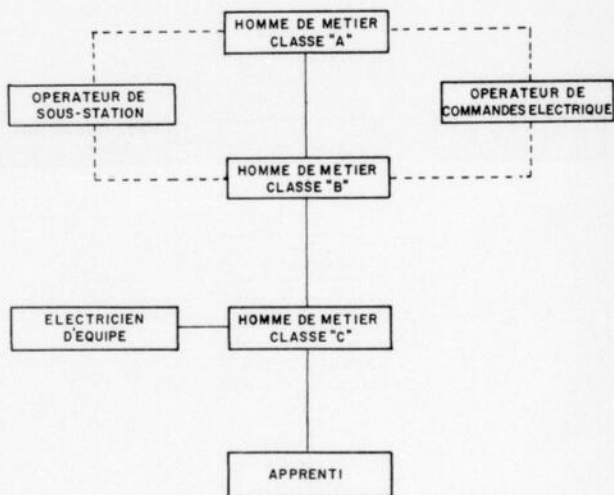 HOMME DE METIER
CLASSE "A"
OPERATEUR DE
SOUS-STATION
OPERATEUR DE
COMMANDES ELECTRIQUE
HOMME DE METIER
CLASSE "B"
ELECTRICIEN
D'EQUIPE
HOMME DE METIER
CLASSE "C"
APPRENTI